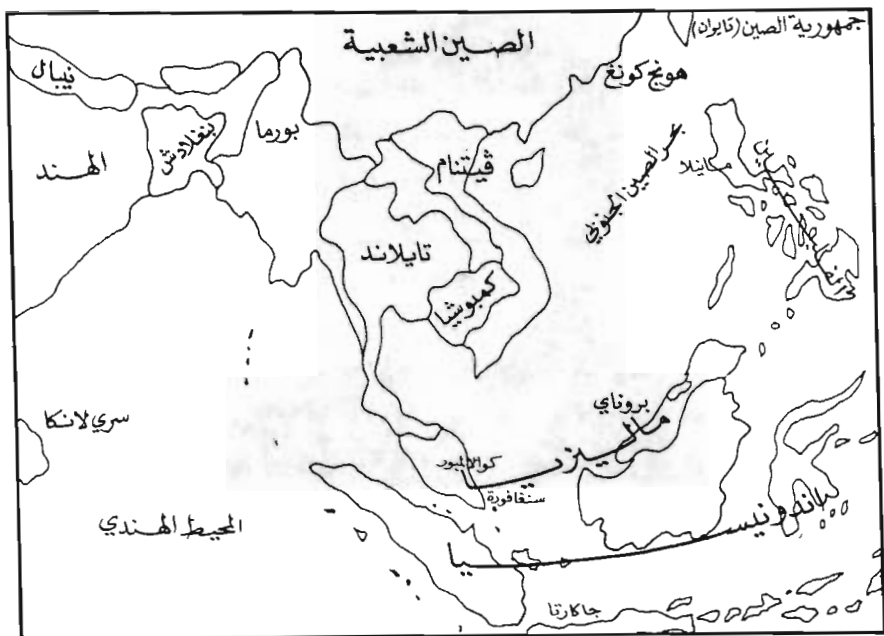 جمهورية الصين (تايوان)
الصين الشعبية
هونج كونغ
نيبال
بورما
بنغلادش
الهند
ڤيتنام
بحر الصين الجنوبي
مانيلا
تايلاند
كمبوشيا
بروناي
ماليزيا
سري لانكا
كوالالمبور
سنغافورة
اندونيسيا
المحيط الهندي
جاكارتا